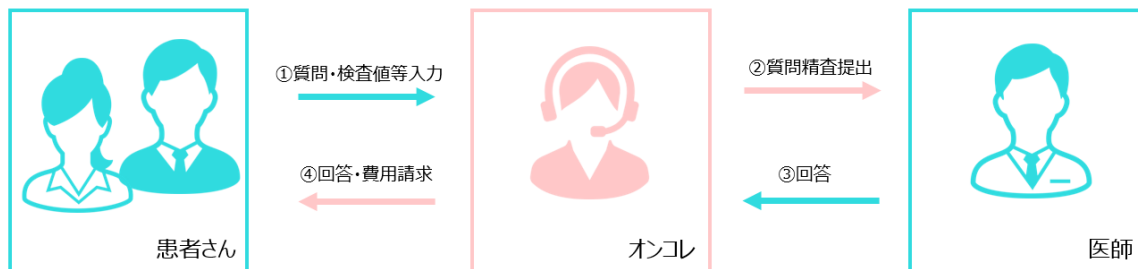 ①質問・検査値等入力
②質問精査提出
④回答・費用請求
③回答
患者さん
オンコレ
医師